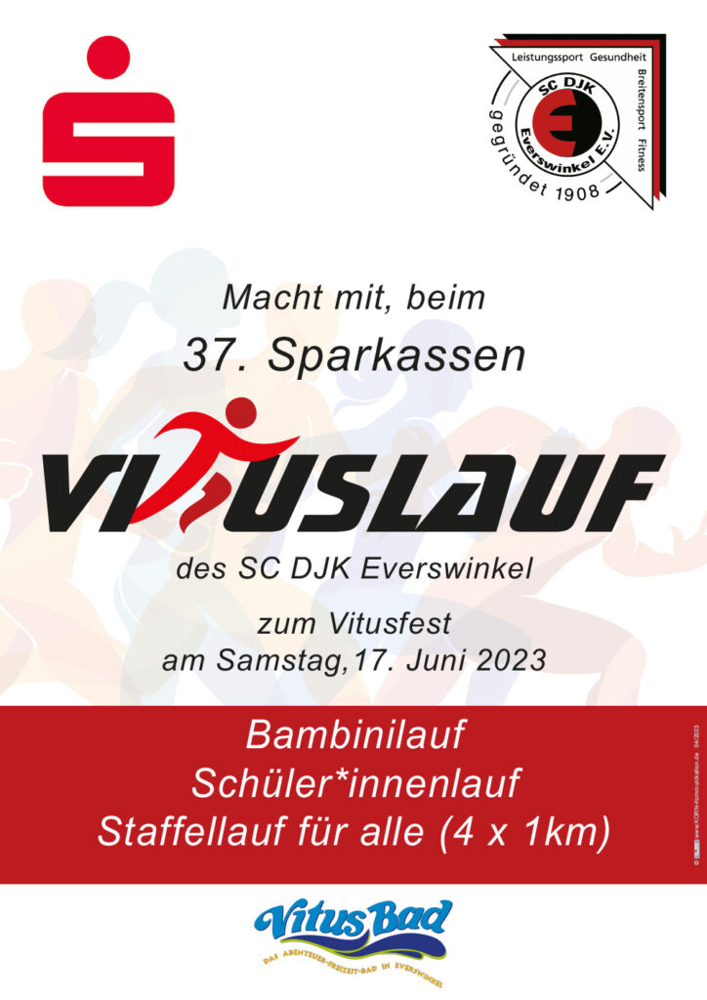 Leistungssport Gesundheit
Breitensport Fitness
SC DJK
Everswinkel E.V.
gegründet 1908
Macht mit, beim
37. Sparkassen
VITUSLAUF
des SC DJK Everswinkel
zum Vitusfest
am Samstag,17. Juni 2023
Bambinilauf
Schüler*innenlauf
Staffellauf für alle (4 x 1km)
www.KORN-Kommunikation.de 04/2023
Vitus Bad
DAS ABENTEUER-FREIZEIT-BAD IN EVERSWINKEL